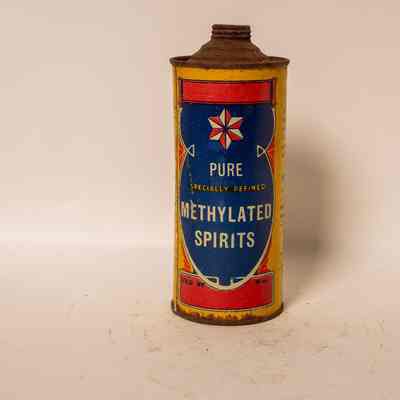 PURE
SPECIALLY REFINED
METHYLATED
SPIRITS